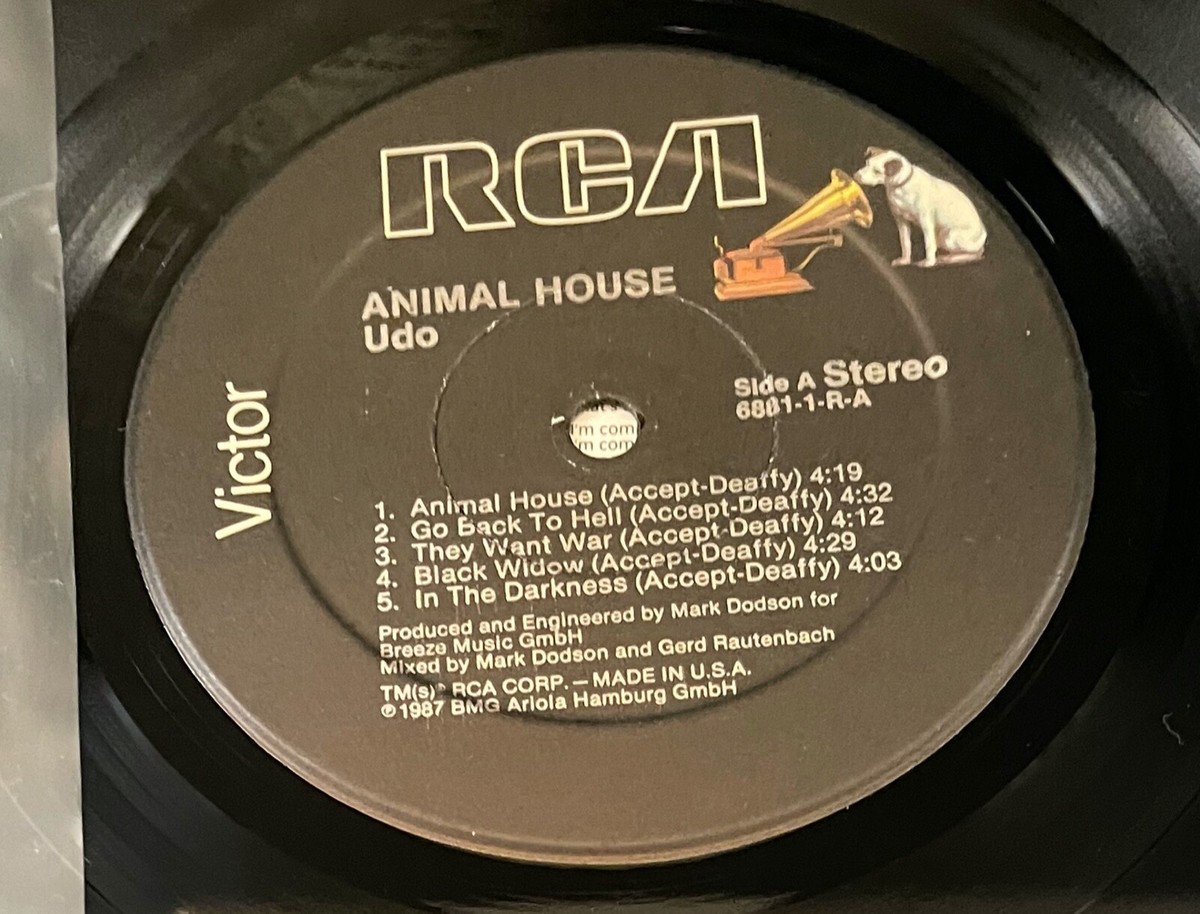 RCA
ANIMAL HOUSE
Udo
Victor
Side A Stereo
6801-1-R-A
I'm com
I'm com
1. Animal House (Accept-Deaffy) 4:19
2. Go Back To Hell (Accept-Deaffy) 4:32
3. They Want War (Accept-Deaffy) 4:12
4. Black Widow (Accept-Deaffy) 4:29
5. In The Darkness (Accept-Deaffy) 4:03
Produced and Engineered by Mark Dodson for
Breeze Music GmbH
Mixed by Mark Dodson and Gerd Rautenbach
TM(s) ® RCA CORP. — MADE IN U.S.A.
℗1987 BMG Ariola Hamburg GmbH